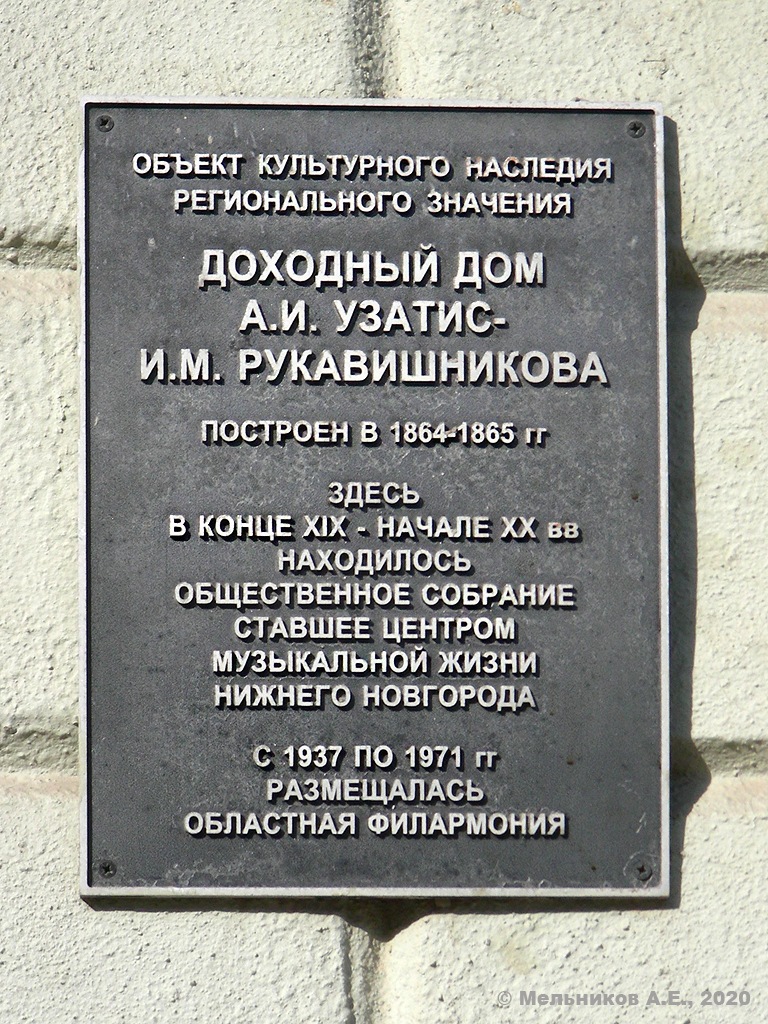 ОБЪЕКТ КУЛЬТУРНОГО НАСЛЕДИЯ
РЕГИОНАЛЬНОГО ЗНАЧЕНИЯ
ДОХОДНЫЙ ДОМ
А.И. УЗАТИС-
И.М. РУКАВИШНИКОВА
ПОСТРОЕН В 1864-1865 гг
ЗДЕСЬ
В КОНЦЕ XIX - НАЧАЛЕ XX вв
НАХОДИЛОСЬ
ОБЩЕСТВЕННОЕ СОБРАНИЕ
СТАВШЕЕ ЦЕНТРОМ
МУЗЫКАЛЬНОЙ ЖИЗНИ
НИЖНЕГО НОВГОРОДА
С 1937 ПО 1971 гг
РАЗМЕЩАЛАСЬ
ОБЛАСТНАЯ ФИЛАРМОНИЯ
© Мельников А.Е., 2020